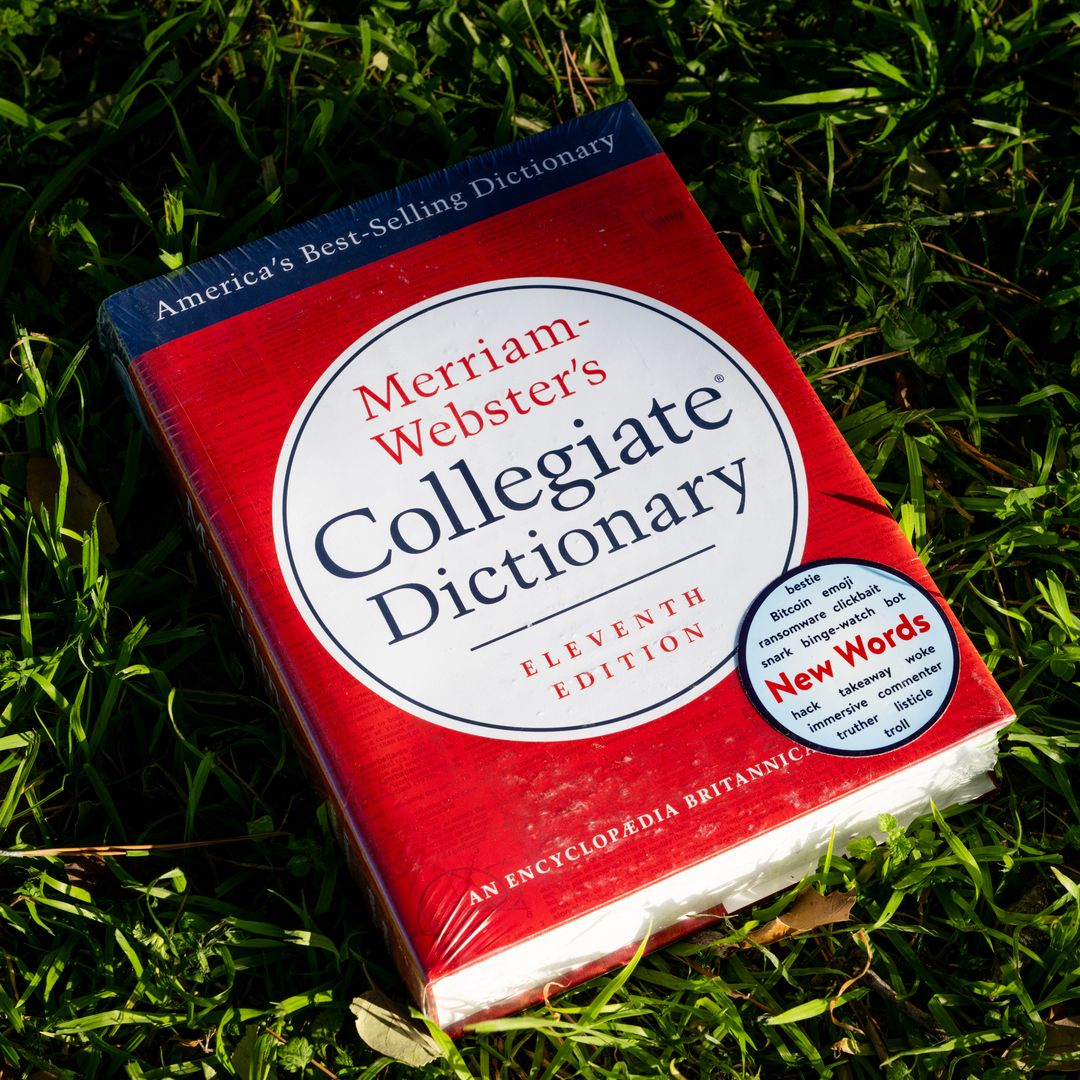 America's Best-Selling Dictionary
Merriam-
Webster's
Collegiate®
Dictionary
ELEVENTH
EDITION
bestie
Bitcoin emoji
ransomware clickbait
snark binge-watch bot
New Words
hack takeaway woke
immersive commenter
truther listicle
troll
AN ENCYCLOPÆDIA BRITANNICA